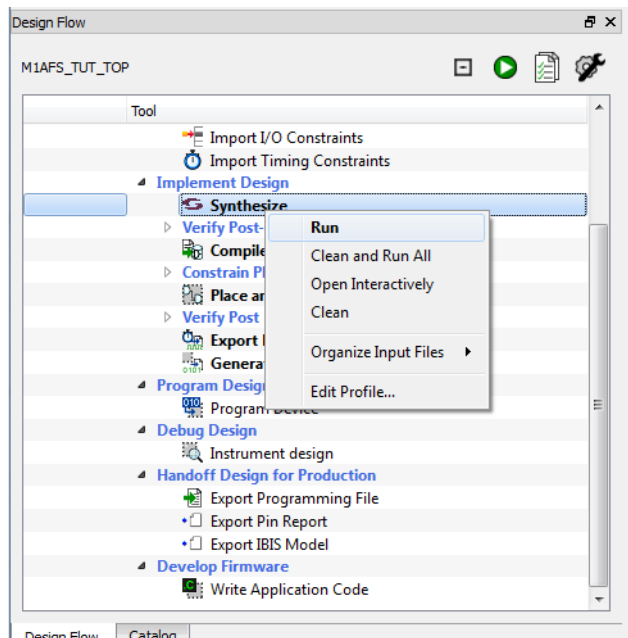 Design Flow
M1AFS_TUT_TOP
Tool
Import I/O Constraints
Import Timing Constraints
Implement Design
Synthesize
Verify Post-
Run
Compile
Clean and Run All
Constrain Pl
Open Interactively
Place an
Clean
Verify Post
Export
Organize Input Files
Genera
Program Design
Edit Profile...
Program Device
Debug Design
Instrument design
Handoff Design for Production
Export Programming File
Export Pin Report
Export IBIS Model
Develop Firmware
Write Application Code
Design Flow
Catalog